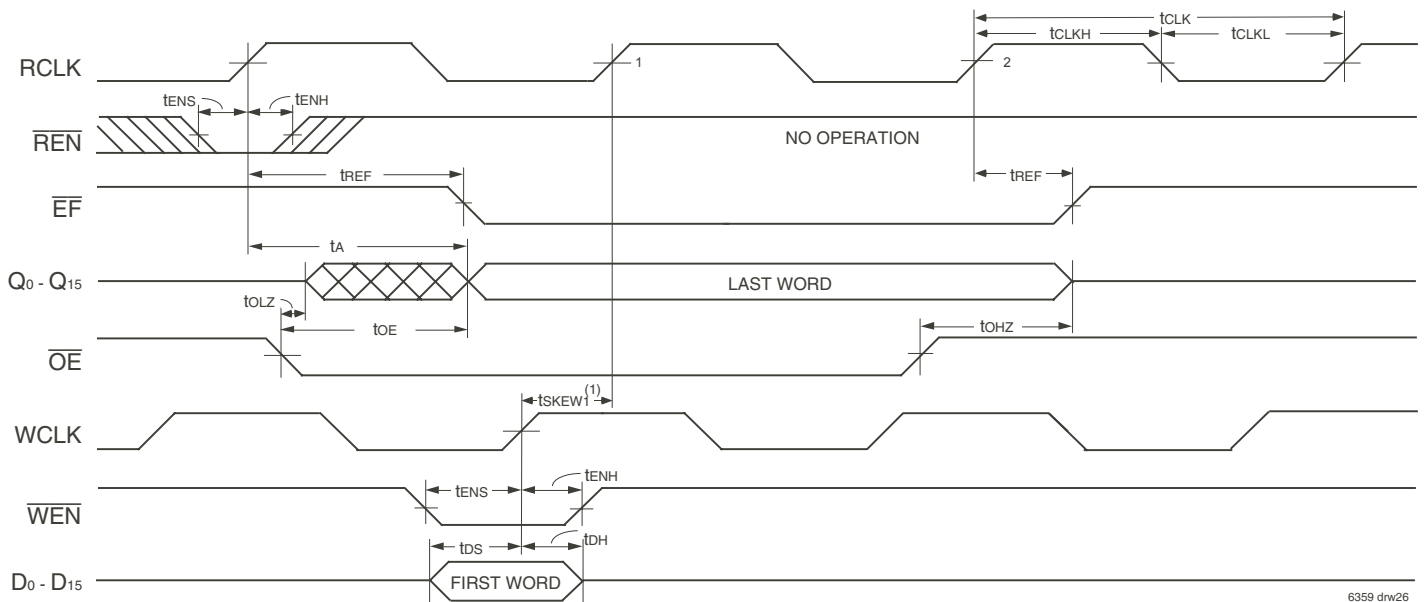 tCLK
tCLKH tCLKL
RCLK 1 2
tENS tENH
REN NO OPERATION
tREF tREF
EF
tA
Q0 - Q15 LAST WORD
tOLZ
tOE tOHZ
OE
tSKEW1(1)
WCLK
tENH
tENS
WEN
tDS tDH
D0 - D15 FIRST WORD
6359 drw26